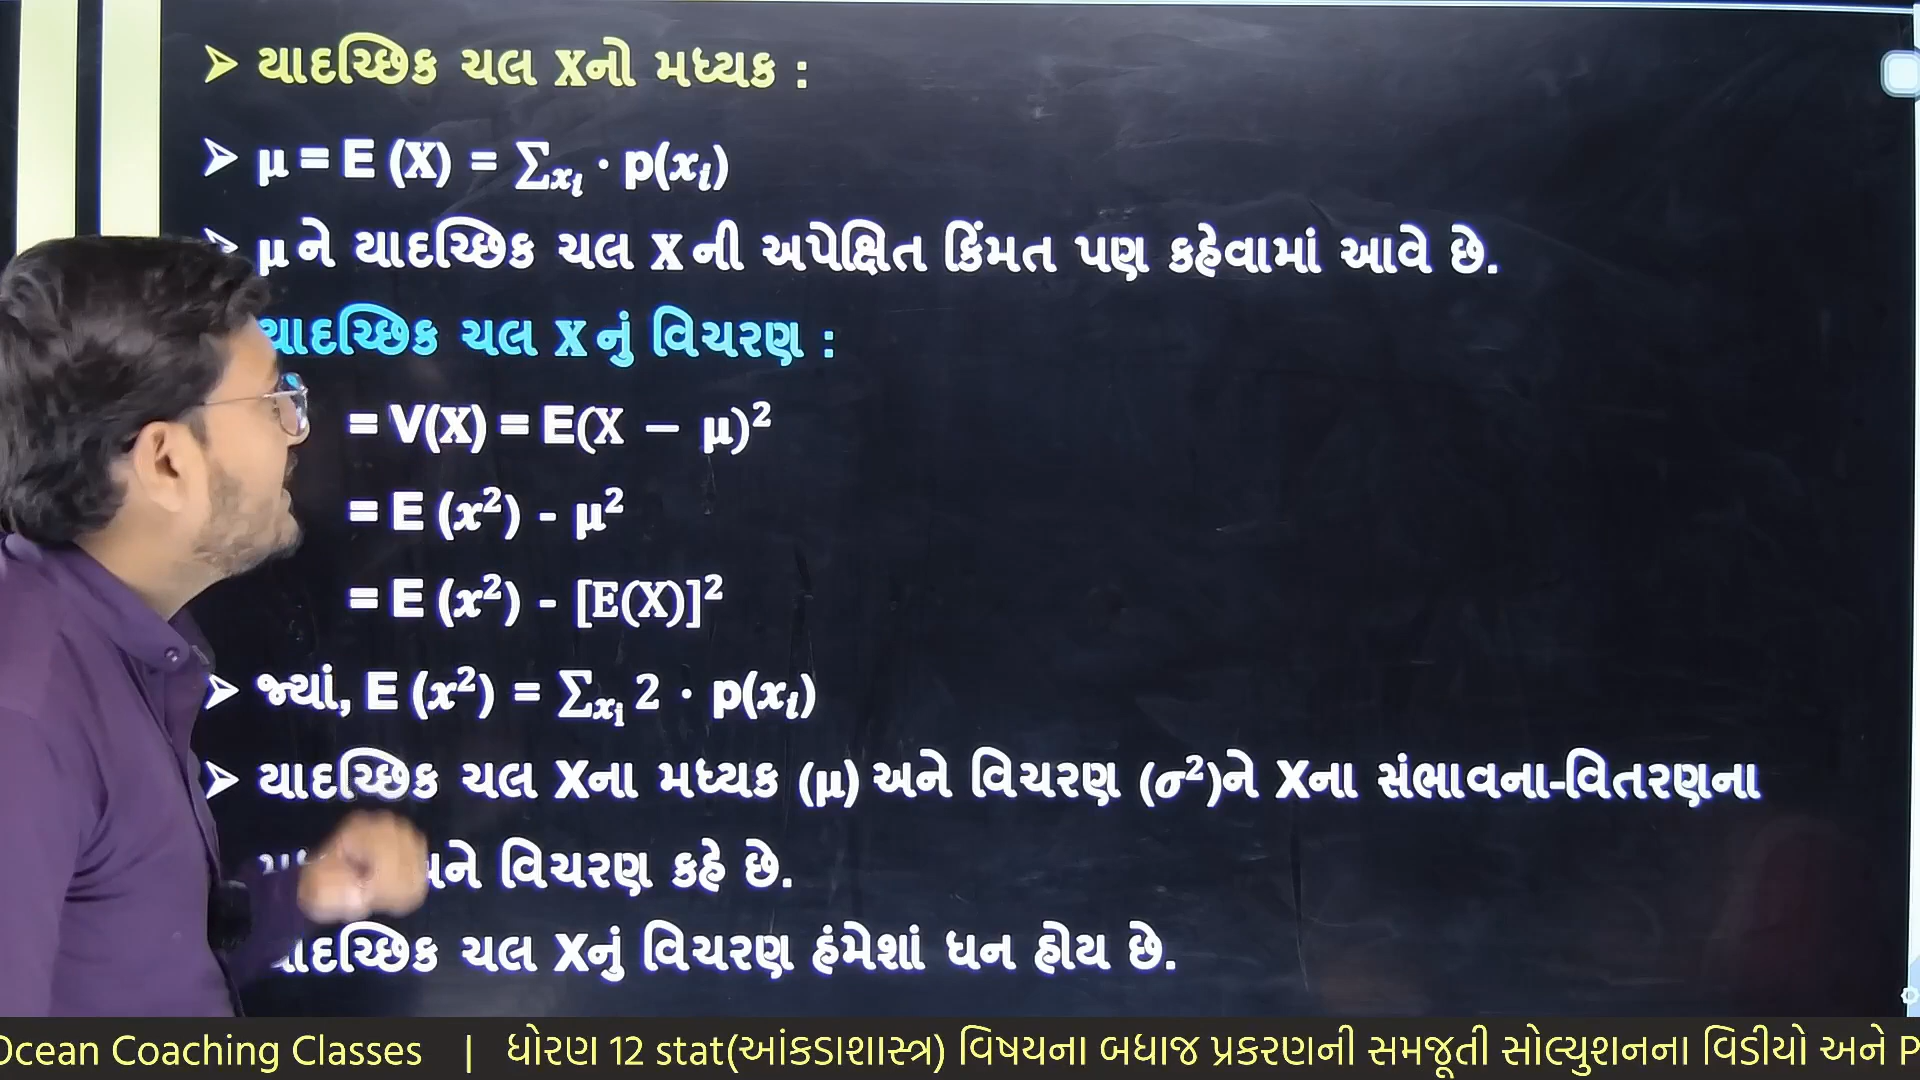 ➢ યાદચ્છિક ચલ Xનો મધ્યક :
➢ μ = E (X) = ∑xᵢ · p(xᵢ)
➢ μ ને યાદચ્છિક ચલ X ની અપેક્ષિત કિંમત પણ કહેવામાં આવે છે.
યાદચ્છિક ચલ X નું વિચરણ :
= V(X) = E(X − μ)²
= E (x²) - μ²
= E (x²) - [E(X)]²
➢ જ્યાં, E (x²) = ∑xᵢ 2 · p(xᵢ)
➢ યાદચ્છિક ચલ Xના મધ્યક (μ) અને વિચરણ (σ²)ને Xના સંભાવના-વિતરણના
અને વિચરણ કહે છે.
યાદચ્છિક ચલ Xનું વિચરણ હંમેશાં ધન હોય છે.
Ocean Coaching Classes | ધોરણ 12 stat(આંકડાશાસ્ત્ર) વિષયના બધાજ પ્રકરણની સમજૂતી સોલ્યુશનના વિડીયો અને P